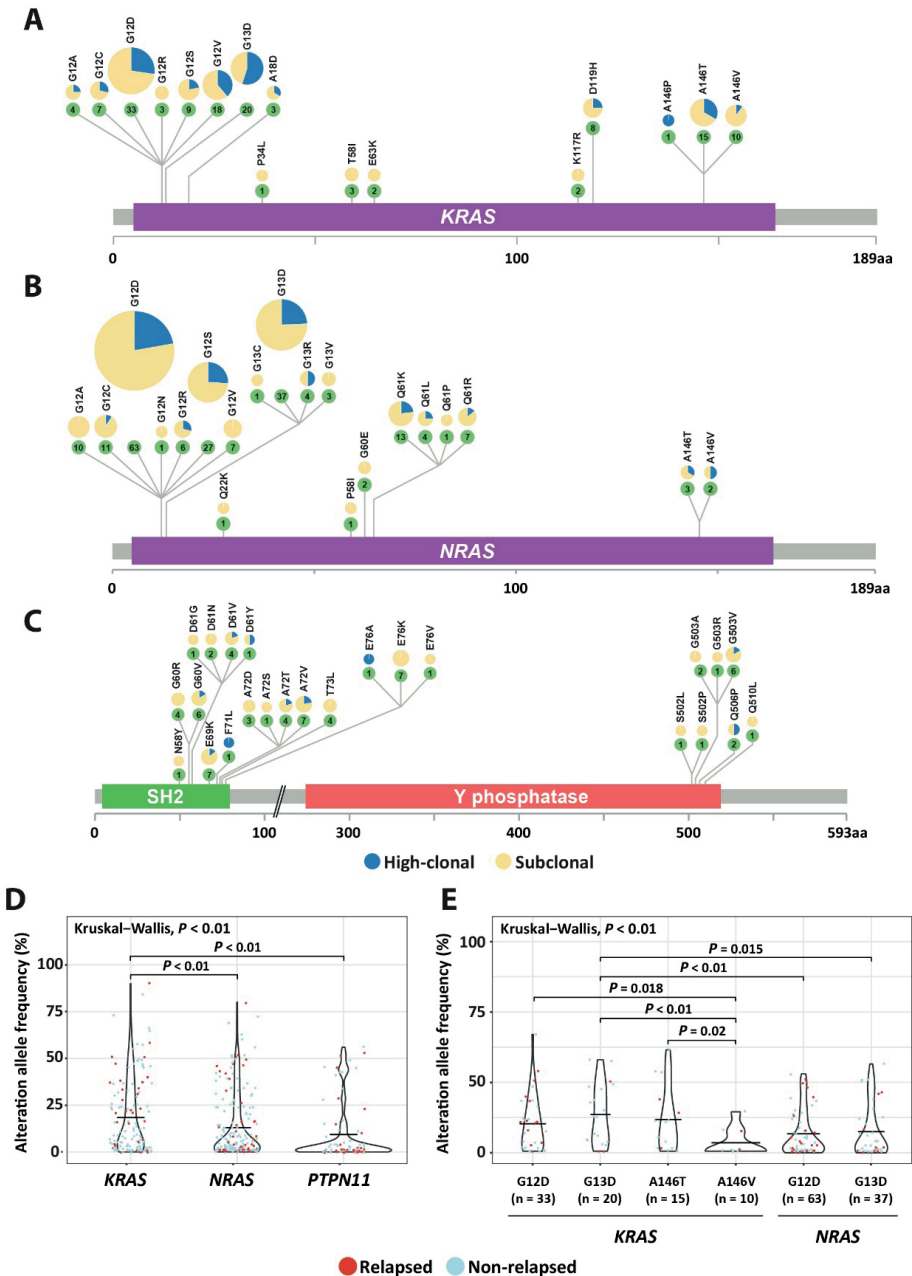 A
G12A
G12C
G12D
G12R
G12S
G12V
G13D
A18D
4
7
33
3
9
18
20
3
P34L
1
T58I
3
E63K
2
K117R
2
D119H
8
A146P
A146T
A146V
1
15
10
KRAS
0
100
189aa
B
G12D
G12A
G12C
G12N
G12R
G12S
G12V
10
11
63
1
6
27
7
G13D
G13C
G13R
G13V
1
37
4
3
Q22K
1
P58I
1
G60E
2
Q61K
Q61L
Q61P
Q61R
13
4
1
7
A146T
A146V
3
2
NRAS
0
100
189aa
C
D61G
D61N
D61V
D61Y
1
2
4
1
G60R
G60V
4
6
N58Y
1
E69K
7
F71L
1
A72D
A72S
A72T
A72V
T73L
3
1
4
7
4
E76A
E76K
E76V
1
7
1
G503A
G503R
G503V
2
1
6
S502L
S502P
Q506P
Q510L
1
1
2
1
SH2
Y phosphatase
0
100
300
400
500
593aa
High-clonal
Subclonal
D
Kruskal–Wallis, P < 0.01
P < 0.01
P < 0.01
Alteration allele frequency (%)
100
75
50
25
0
KRAS
NRAS
PTPN11
E
Kruskal–Wallis, P < 0.01
P = 0.015
P < 0.01
P = 0.018
P < 0.01
P = 0.02
Alteration allele frequency (%)
100
75
50
0
G12D G13D A146T A146V G12D G13D
(n = 33) (n = 20) (n = 15) (n = 10) (n = 63) (n = 37)
KRAS
NRAS
Relapsed
Non-relapsed